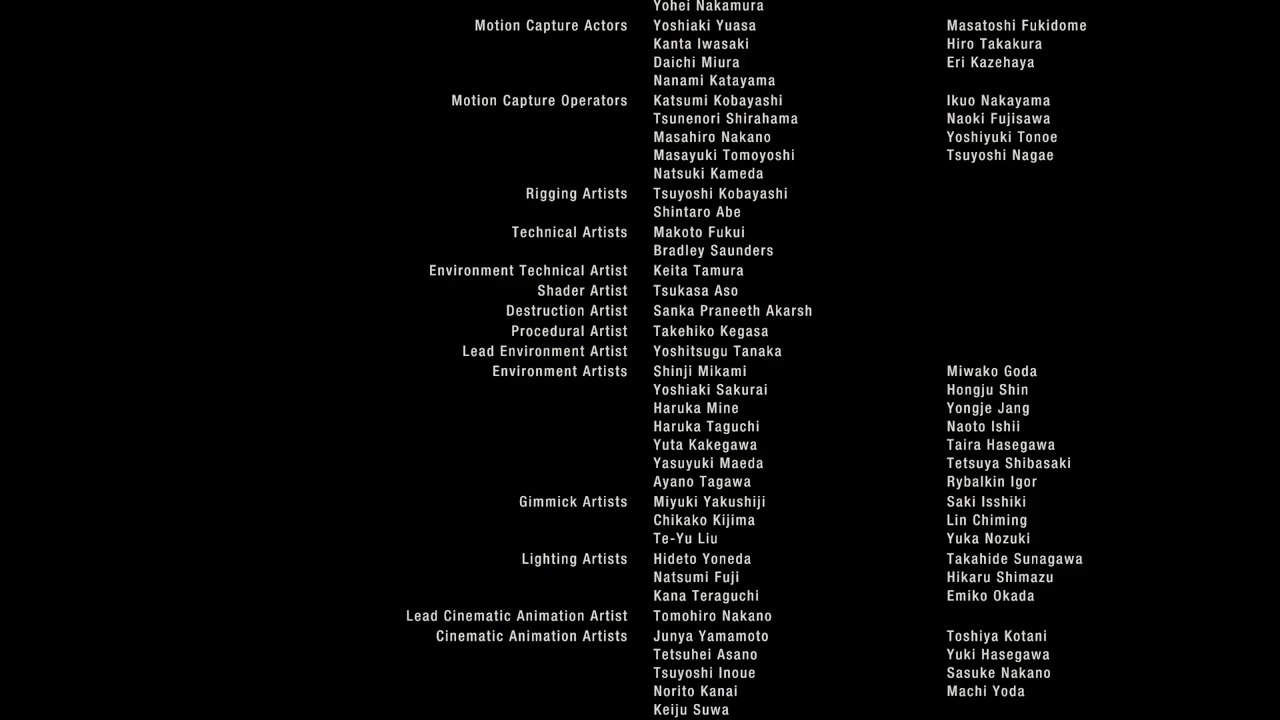 Yohei Nakamura
Motion Capture Actors Yoshiaki Yuasa Masatoshi Fukidome
Kanta Iwasaki Hiro Takakura
Daichi Miura Eri Kazehaya
Nanami Katayama
Motion Capture Operators Katsumi Kobayashi Ikuo Nakayama
Tsunenori Shirahama Naoki Fujisawa
Masahiro Nakano Yoshiyuki Tonoe
Masayuki Tomoyoshi Tsuyoshi Nagae
Natsuki Kameda
Rigging Artists Tsuyoshi Kobayashi
Shintaro Abe
Technical Artists Makoto Fukui
Bradley Saunders
Environment Technical Artist Keita Tamura
Shader Artist Tsukasa Aso
Destruction Artist Sanka Praneeth Akarsh
Procedural Artist Takehiko Kegasa
Lead Environment Artist Yoshitsugu Tanaka
Environment Artists Shinji Mikami Miwako Goda
Yoshiaki Sakurai Hongju Shin
Haruka Mine Yongje Jang
Haruka Taguchi Naoto Ishii
Yuta Kakegawa Taira Hasegawa
Yasuyuki Maeda Tetsuya Shibasaki
Ayano Tagawa Rybalkin Igor
Gimmick Artists Miyuki Yakushiji Saki Isshiki
Chikako Kijima Lin Chiming
Te-Yu Liu Yuka Nozuki
Lighting Artists Hideto Yoneda Takahide Sunagawa
Natsumi Fuji Hikaru Shimazu
Kana Teraguchi Emiko Okada
Lead Cinematic Animation Artist Tomohiro Nakano
Cinematic Animation Artists Junya Yamamoto Toshiya Kotani
Tetsuhei Asano Yuki Hasegawa
Tsuyoshi Inoue Sasuke Nakano
Norito Kanai Machi Yoda
Keiju Suwa